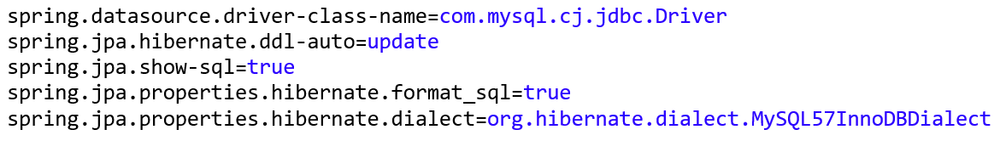 spring.datasource.driver-class-name=com.mysql.cj.jdbc.Driver
spring.jpa.hibernate.ddl-auto=update
spring.jpa.show-sql=true
spring.jpa.properties.hibernate.format_sql=true
spring.jpa.properties.hibernate.dialect=org.hibernate.dialect.MySQL57InnoDBDialect